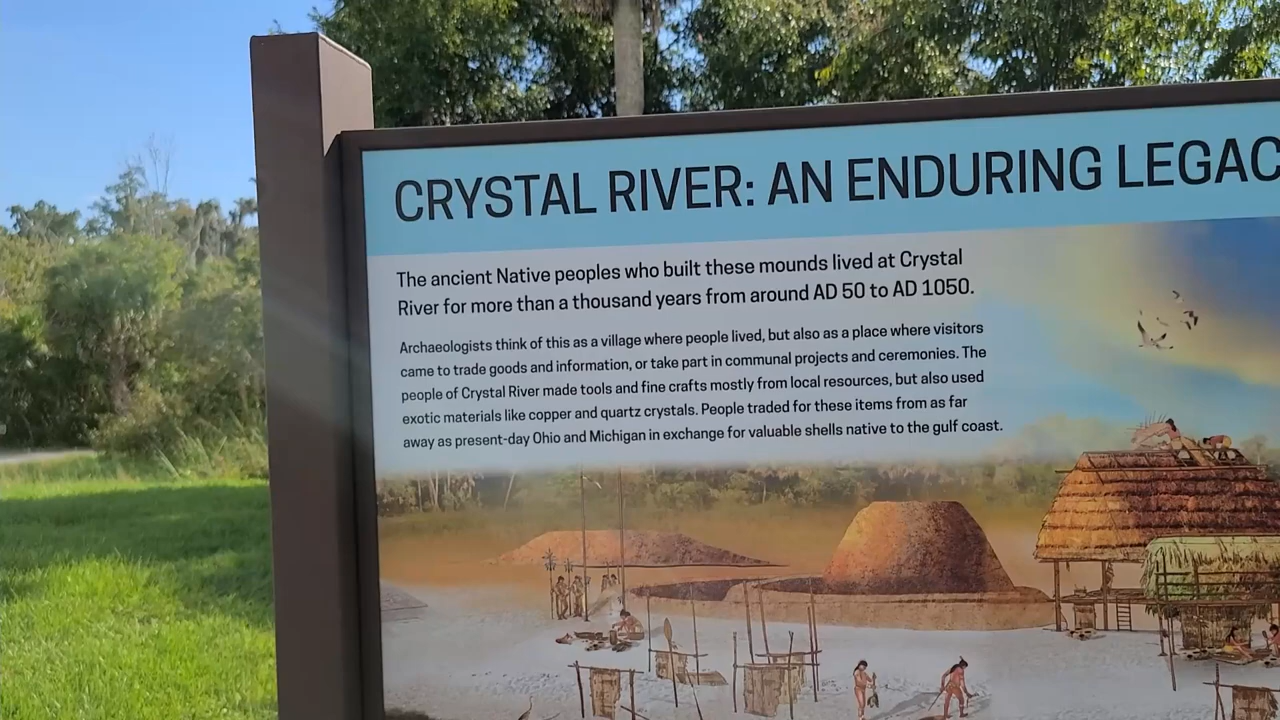 CRYSTAL RIVER: AN ENDURING LEGAC
The ancient Native peoples who built these mounds lived at Crystal
River for more than a thousand years from around AD 50 to AD 1050.
Archaeologists think of this as a village where people lived, but also as a place where visitors
came to trade goods and information, or take part in communal projects and ceremonies. The
people of Crystal River made tools and fine crafts mostly from local resources, but also used
exotic materials like copper and quartz crystals. People traded for these items from as far
away as present-day Ohio and Michigan in exchange for valuable shells native to the gulf coast.